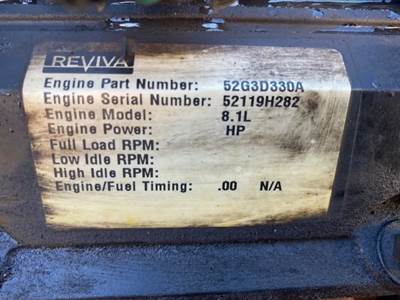 REVIVA
Engine Part Number: 52G3D330A
Engine Serial Number: 52119H282
Engine Model: 8.1L
Engine Power: HP
Full Load RPM:
Low Idle RPM:
High Idle RPM:
Engine/Fuel Timing: .00 N/A